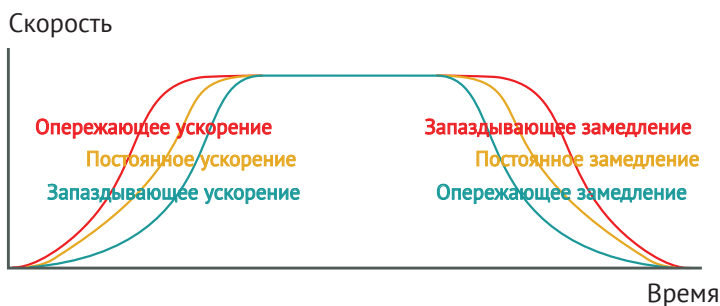 Скорость
Опережающее ускорение
Постоянное ускорение
Запаздывающее ускорение
Запаздывающее замедление
Постоянное замедление
Опережающее замедление
Время